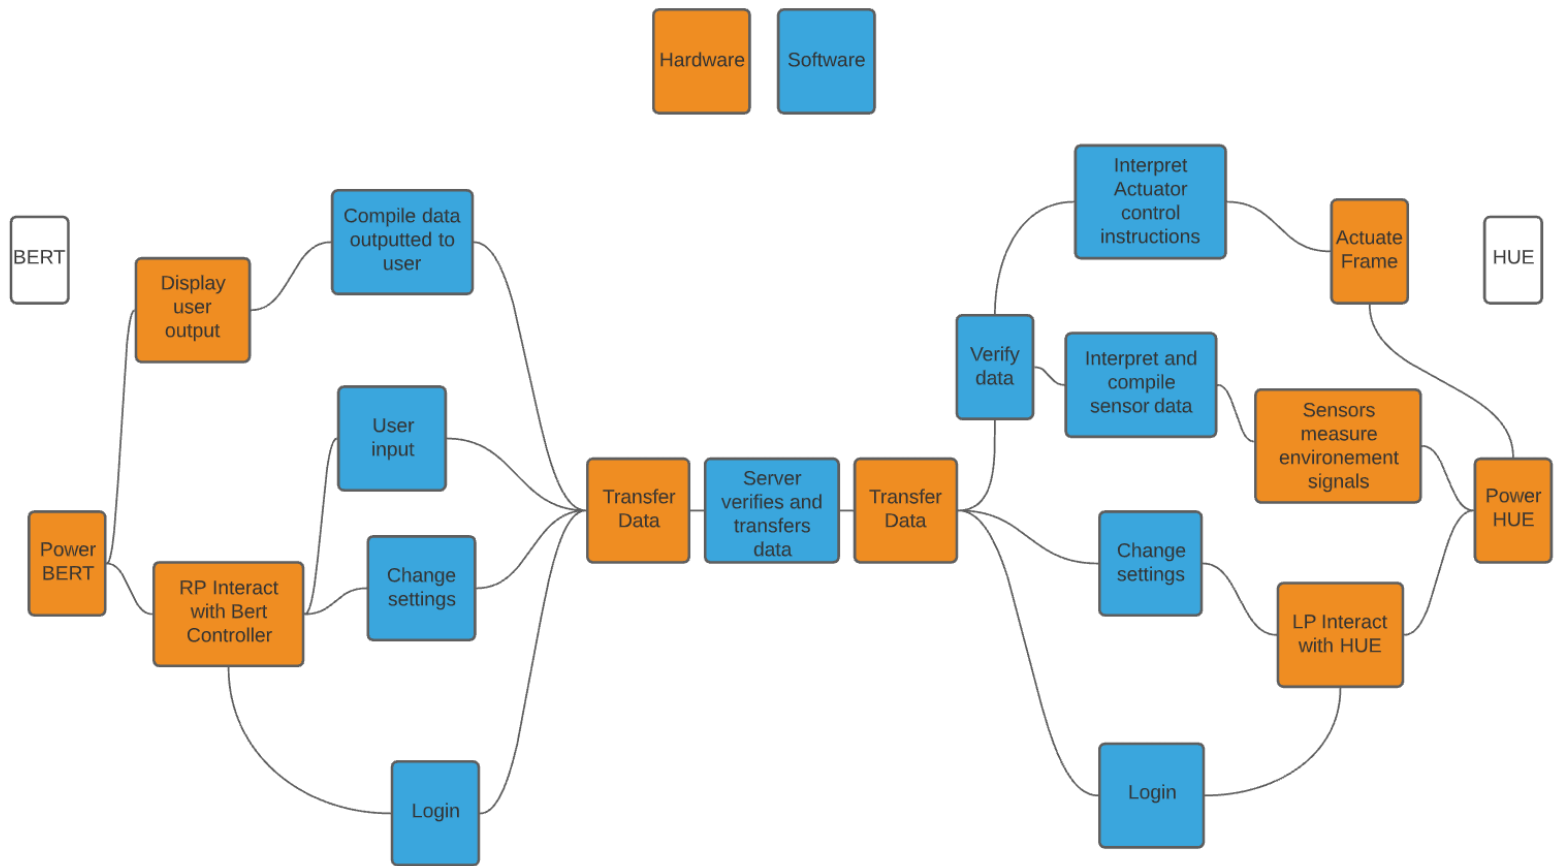 Hardware
Software
BERT
Display
user
output
Compile data
outputted to
user
User
input
Power
BERT
RP Interact
with Bert
Controller
Change
settings
Login
Transfer
Data
Server
verifies and
transfers
data
Transfer
Data
Verify
data
Interpret
Actuator
control
instructions
Interpret and
compile
sensor data
Actuate
Frame
HUE
Sensors
measure
environement
signals
Power
HUE
Change
settings
LP Interact
with HUE
Login